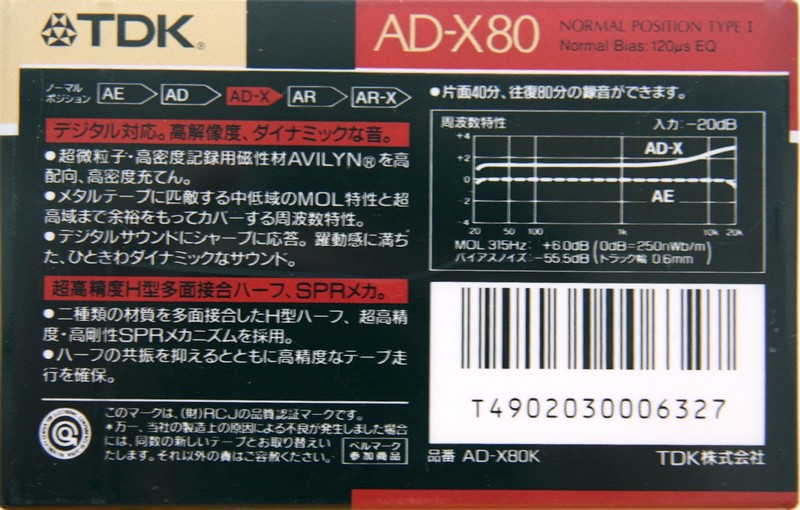 TDK®
AD-X80
NORMAL POSITION TYPE I
Normal Bias:120μs EQ
ノーマル
ポジション
AE
AD
AD-X
AR
AR-X
デジタル対応。高解像度、ダイナミックな音。
●超微粒子・高密度記録用磁性材AVILYN®を高
配向、高密度充てん。
●メタルテープに匹敵する中低域のMOL特性と超
高域まで余裕をもってカバーする周波数特性。
●デジタルサウンドにシャープに応答。躍動感に満ち
た、ひときわダイナミックなサウンド。
超高精度H型多面接合ハーフ、SPRメカ。
●二種類の材質を多面接合したH型ハーフ、超高精
度・高剛性SPRメカニズムを採用。
●ハーフの共振を抑えるとともに高精度なテープ走
行を確保。
このマークは、(財)RCJの品質認証マークです。
*万一、当社の製造上の原因による不良が発生しました場合
には、同数の新しいテープとお取り替えい
たします。それ以外の責はご容赦ください。
ベルマーク
参加商品
●片面40分、往復80分の録音ができます。
周波数特性
入力:-20dB
+4
+2
0
-2
-4
AD-X
AE
20 50 100 1k 10k 20k
MOL 315Hz: +6.0dB (0dB=250nWb/m)
バイアスノイズ: -55.5dB (トラック幅 0.6mm)
T4902030006327
品番 AD-X80K
TDK株式会社